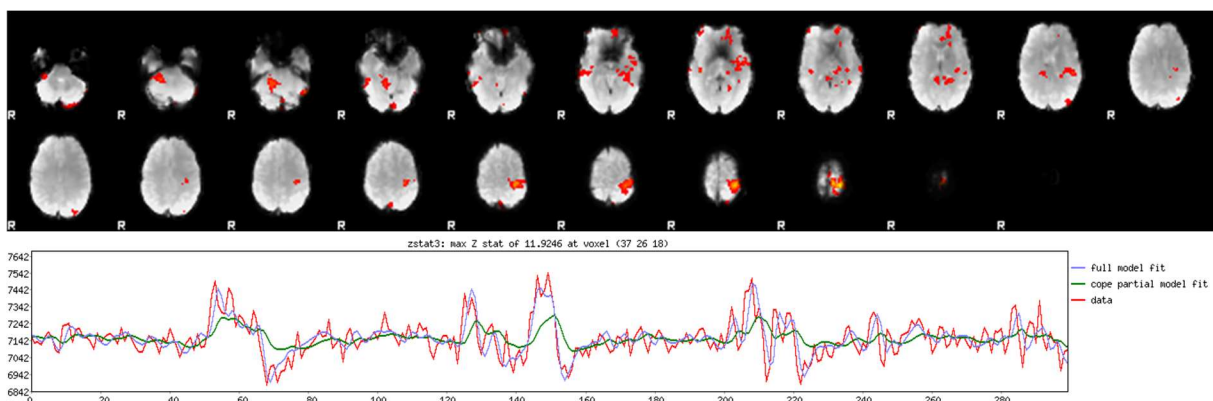 R R R R R R R R R R R
R R R R R R R R R R
zstat3: max Z stat of 11.9246 at voxel (37 26 18)
7642
7542
7442
7342
7242
7142
7042
6942
6842
0 20 40 60 80 100 120 140 160 180 200 220 240 260 280
full model fit
cope partial model fit
data